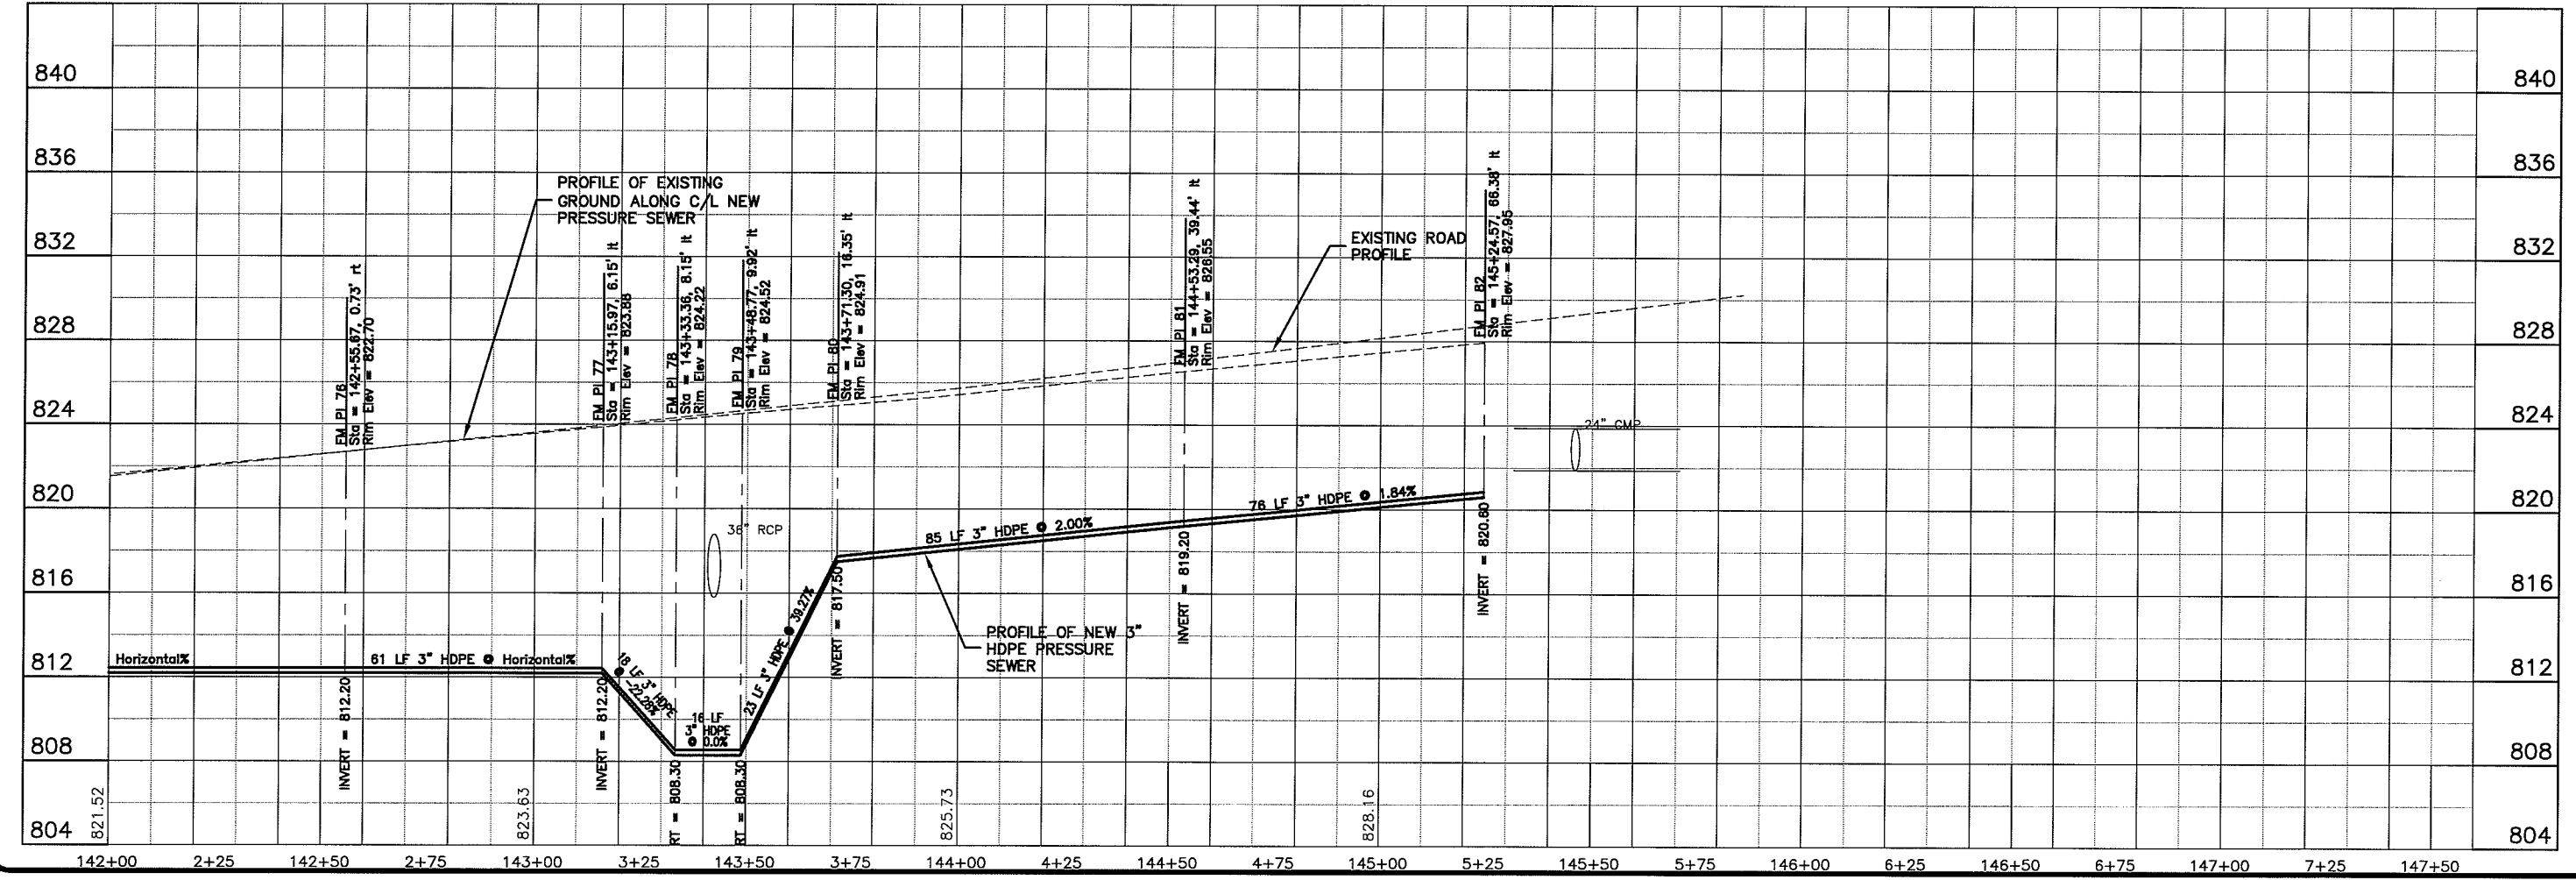 840
836
832
828
824
820
816
812
808
804
840
836
832
828
824
820
816
812
808
804
PROFILE OF EXISTING
GROUND ALONG C/L NEW
PRESSURE SEWER
EXISTING ROAD
PROFILE
FM PI 76
Sta = 142+55.67, 0.73' rt
Rim Elev = 822.70
FM PI 77
Sta = 143+15.97, 6.15' lt
Rim Elev = 823.88
FM PI 78
Sta = 143+33.36, 8.15' lt
Rim Elev = 824.22
FM PI 79
Sta = 143+48.77, 9.92' lt
Rim Elev = 824.52
FM PI 80
Sta = 143+71.30, 16.35' lt
Rim Elev = 824.91
FM PI 81
Sta = 144+53.29, 39.44' lt
Rim Elev = 826.55
FM PI 82
Sta = 145+24.57, 66.38' lt
Rim Elev = 827.95
24" CMP
36" RCP
Horizontal%
61 LF 3" HDPE @ Horizontal%
18 LF 3" HDPE
@ -22.28%
16 LF
3" HDPE
@ 0.0%
23 LF 3" HDPE @ 39.27%
85 LF 3" HDPE @ 2.00%
76 LF 3" HDPE @ 1.84%
PROFILE OF NEW 3"
HDPE PRESSURE
SEWER
INVERT = 812.20
INVERT = 812.20
RT = 808.30
RT = 808.30
INVERT = 817.50
INVERT = 819.20
INVERT = 820.60
821.52
823.63
825.73
828.16
142+00 2+25 142+50 2+75 143+00 3+25 143+50 3+75 144+00 4+25 144+50 4+75 145+00 5+25 145+50 5+75 146+00 6+25 146+50 6+75 147+00 7+25 147+50